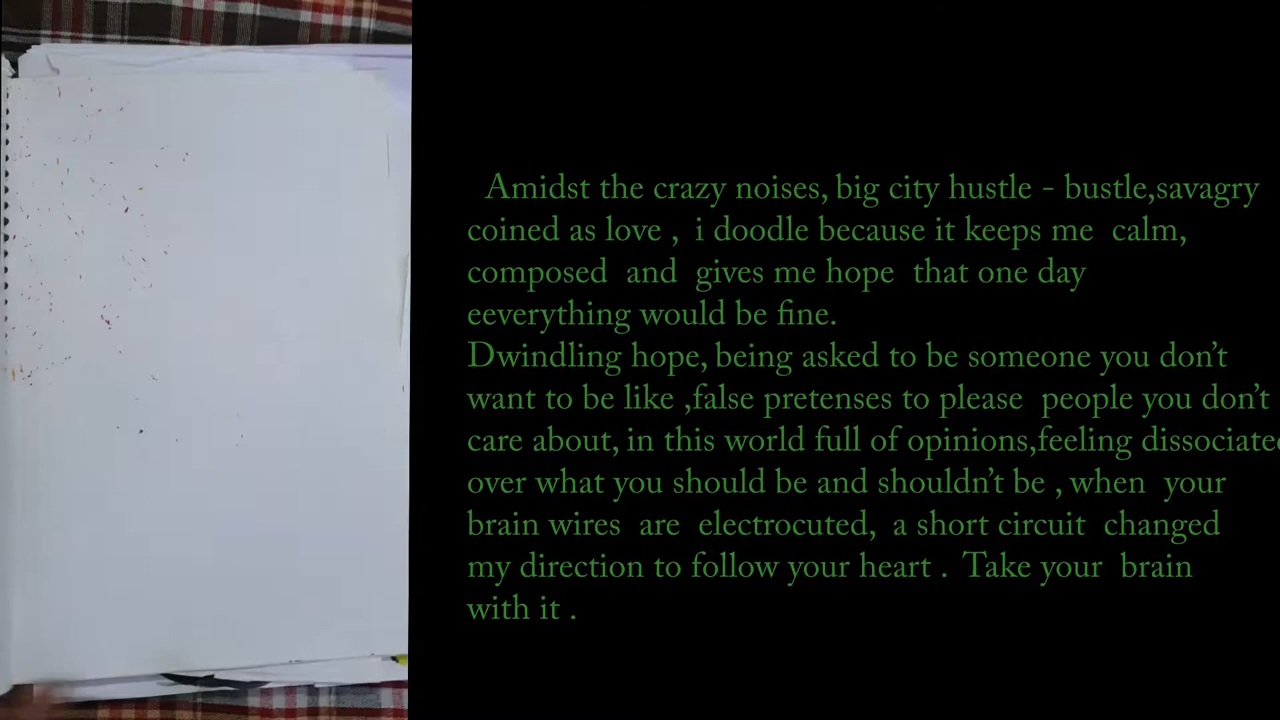 Amidst the crazy noises, big city hustle - bustle,savagry
coined as love , i doodle because it keeps me calm,
composed and gives me hope that one day
eeverything would be fine.
Dwindling hope, being asked to be someone you don’t
want to be like ,false pretenses to please people you don’t
care about, in this world full of opinions,feeling dissociated
over what you should be and shouldn’t be , when your
brain wires are electrocuted, a short circuit changed
my direction to follow your heart . Take your brain
with it .